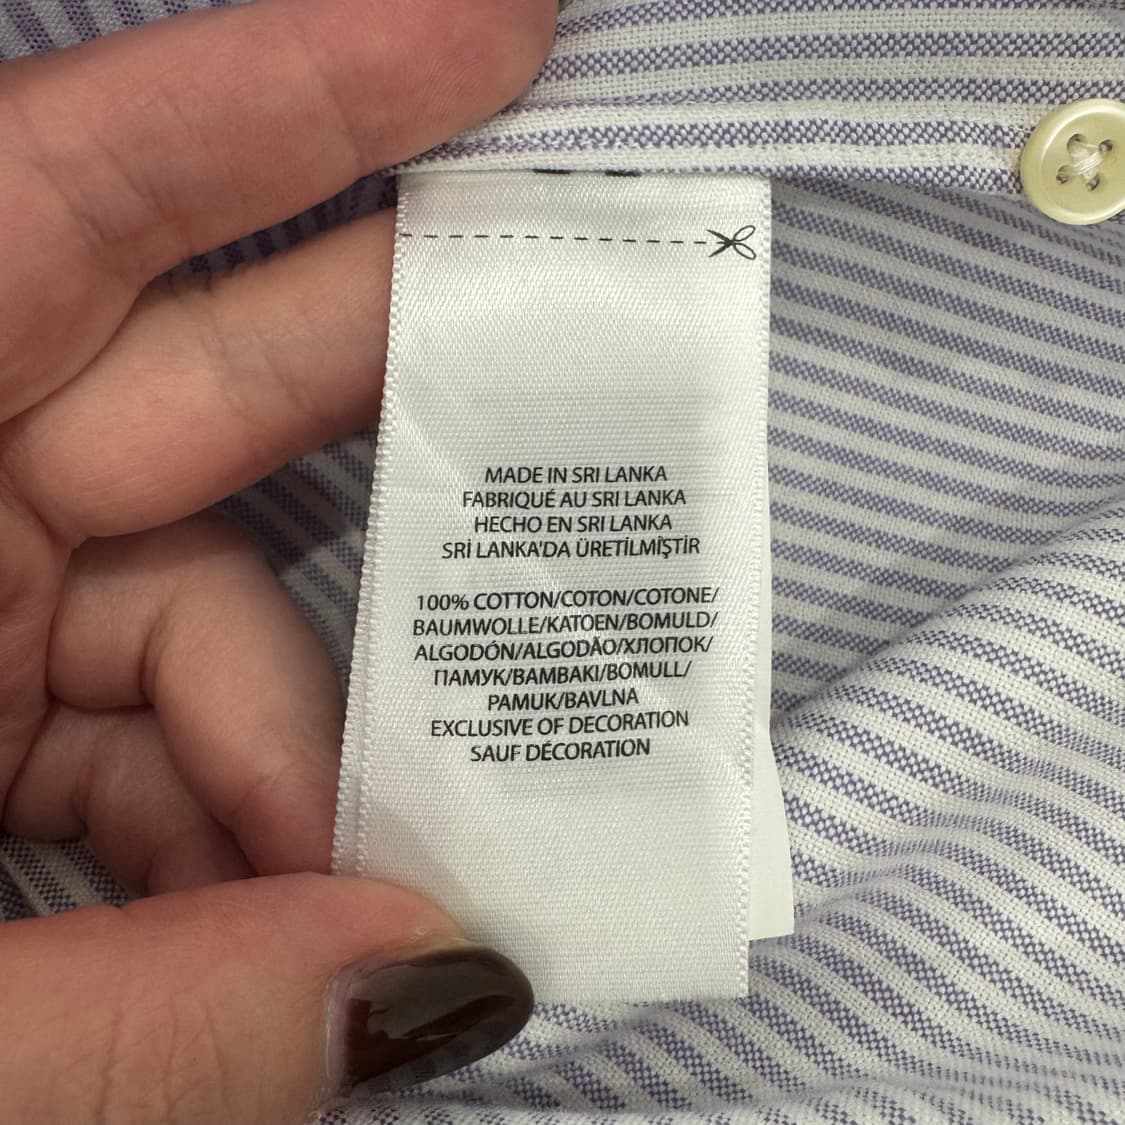 MADE IN SRI LANKA
FABRIQUÉ AU SRI LANKA
HECHO EN SRI LANKA
SRİ LANKA'DA ÜRETİLMİŞTİR
100% COTTON/COTON/COTONE/
BAUMWOLLE/KATOEN/BOMULD/
ALGODÓN/ALGODÃO/ХЛОПОК/
ПАМУК/BAMBAKI/BOMULL/
PAMUK/BAVLNA
EXCLUSIVE OF DECORATION
SAUF DÉCORATION